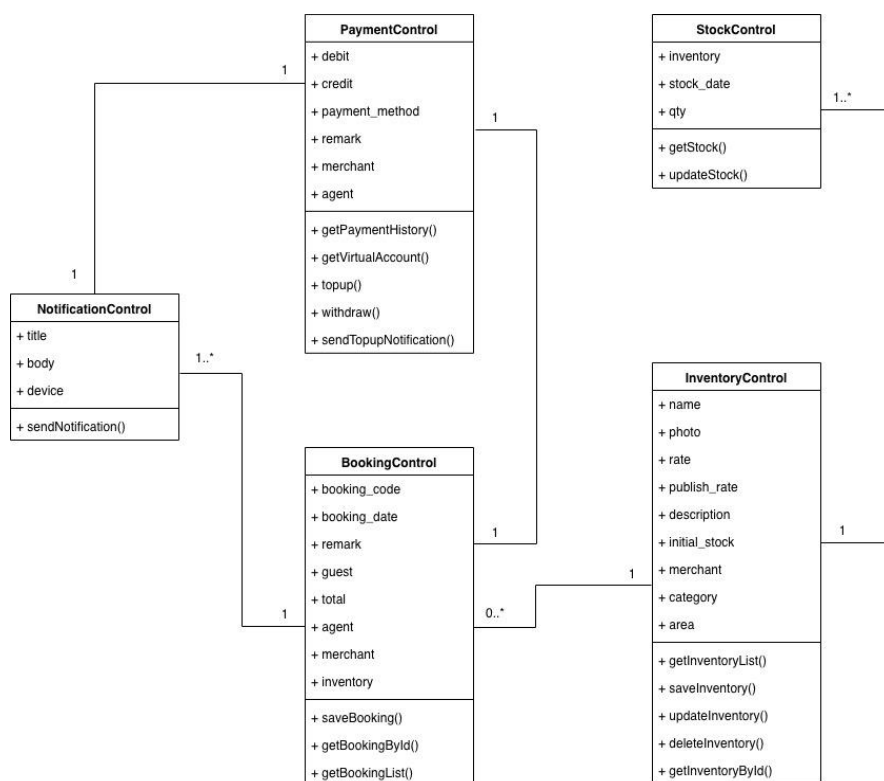 PaymentControl
+ debit
+ credit
+ payment_method
+ remark
+ merchant
+ agent
+ getPaymentHistory()
+ getVirtualAccount()
+ topup()
+ withdraw()
+ sendTopupNotification()
StockControl
+ inventory
+ stock_date
+ qty
+ getStock()
+ updateStock()
1
1
1..*
1
NotificationControl
+ title
+ body
+ device
+ sendNotification()
1..*
InventoryControl
+ name
+ photo
+ rate
+ publish_rate
+ description
+ initial_stock
+ merchant
+ category
+ area
+ getInventoryList()
+ saveInventory()
+ updateInventory()
+ deleteInventory()
+ getInventoryById()
BookingControl
+ booking_code
+ booking_date
+ remark
+ guest
+ total
+ agent
+ merchant
+ inventory
+ saveBooking()
+ getBookingById()
+ getBookingList()
1
1
1
0..*
1